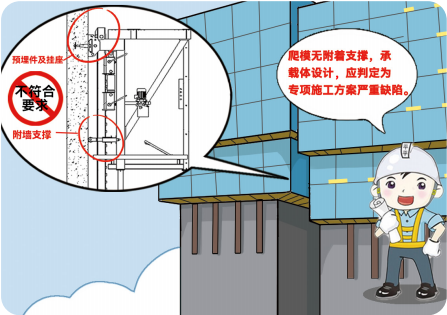 预埋件及挂座
不符合
要求
附墙支撑
爬模无附着支撑，承
载体设计，应判定为
专项施工方案严重缺陷。